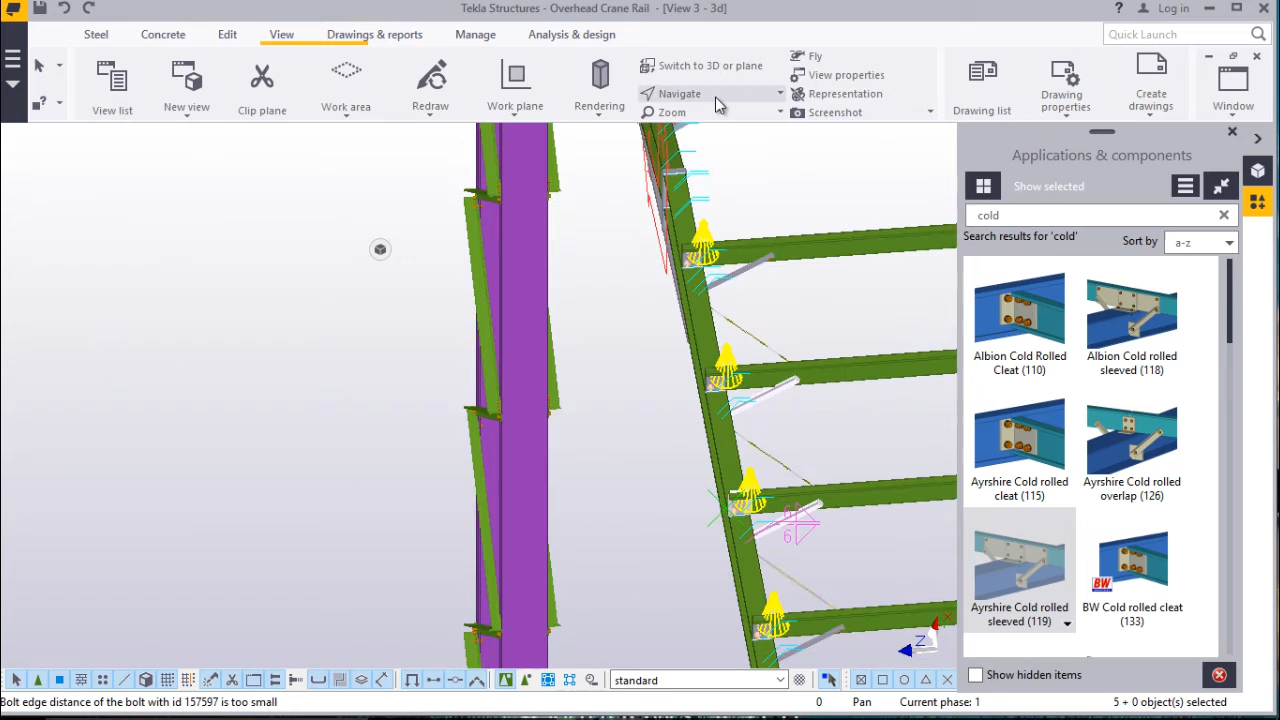 Tekla Structures - Overhead Crane Rail - [View 3 - 3d]
? Log in
Steel Concrete Edit View Drawings & reports Manage Analysis & design
Quick Launch
View list
New view
Clip plane
Work area
Redraw
Work plane
Rendering
Switch to 3D or plane
Navigate
Zoom
Fly
View properties
Representation
Screenshot
Drawing list
Drawing properties
Create drawings
Window
Applications & components
Show selected
cold
Search results for 'cold'
Sort by
a-z
Albion Cold Rolled Cleat (110)
Albion Cold rolled sleeved (118)
Ayrshire Cold rolled cleat (115)
Ayrshire Cold rolled overlap (126)
Ayrshire Cold rolled sleeved (119)
BW
BW Cold rolled cleat (133)
6
6
Z
X
Show hidden items
standard
Bolt edge distance of the bolt with id 157597 is too small
0
Pan
Current phase: 1
5 + 0 object(s) selected